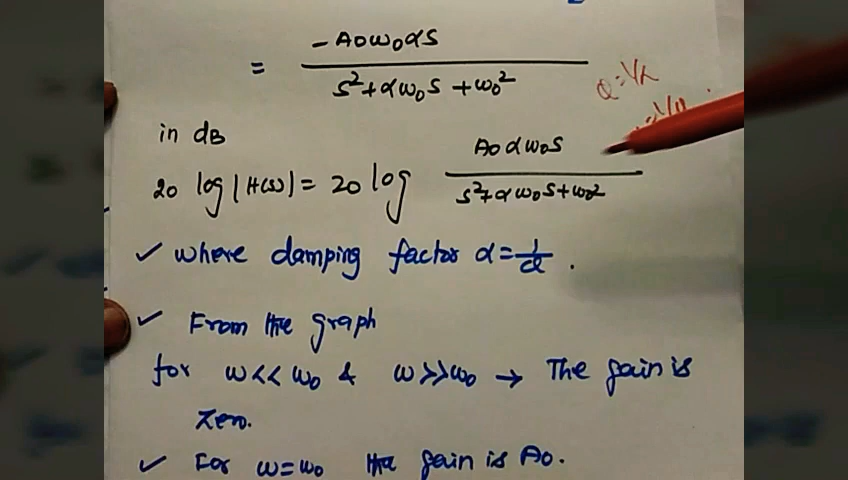 = -A0ω₀αS / S²+αω₀S+ω₀²
Q=1/α
in dB
20 log |H(s)| = 20 log A0αω₀S / S²+αω₀S+ω₀²
✓ where damping factor α=1/Q.
✓ From the graph
for ω<<ω₀ & ω>>ω₀ → The gain is
zero.
✓ For ω=ω₀ the gain is A0.